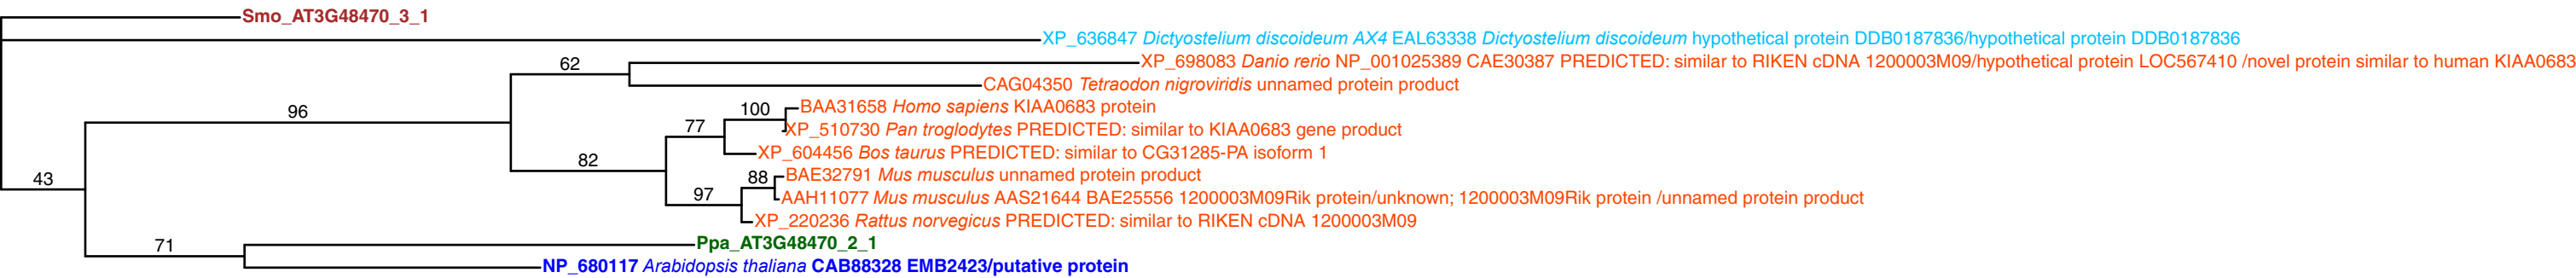 Smo_AT3G48470_3_1
XP_636847 Dictyostelium discoideum AX4 EAL63338 Dictyostelium discoideum hypothetical protein DDB0187836/hypothetical protein DDB0187836
62
XP_698083 Danio rerio NP_001025389 CAE30387 PREDICTED: similar to RIKEN cDNA 1200003M09/hypothetical protein LOC567410 /novel protein similar to human KIAA0683
CAG04350 Tetraodon nigroviridis unnamed protein product
96
100
BAA31658 Homo sapiens KIAA0683 protein
77
XP_510730 Pan troglodytes PREDICTED: similar to KIAA0683 gene product
XP_604456 Bos taurus PREDICTED: similar to CG31285-PA isoform 1
82
43
88
BAE32791 Mus musculus unnamed protein product
97
AAH11077 Mus musculus AAS21644 BAE25556 1200003M09Rik protein/unknown; 1200003M09Rik protein /unnamed protein product
XP_220236 Rattus norvegicus PREDICTED: similar to RIKEN cDNA 1200003M09
71
Ppa_AT3G48470_2_1
NP_680117 Arabidopsis thaliana CAB88328 EMB2423/putative protein